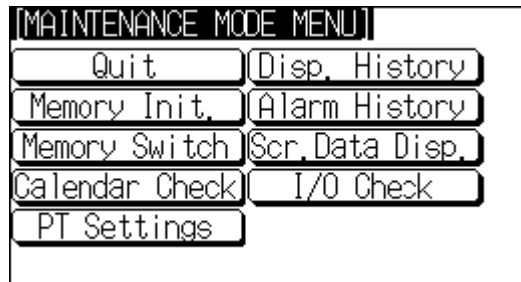 [MAINTENANCE MODE MENU]
Quit Disp. History
Memory Init. Alarm History
Memory Switch Scr.Data Disp.
Calendar Check I/O Check
PT Settings